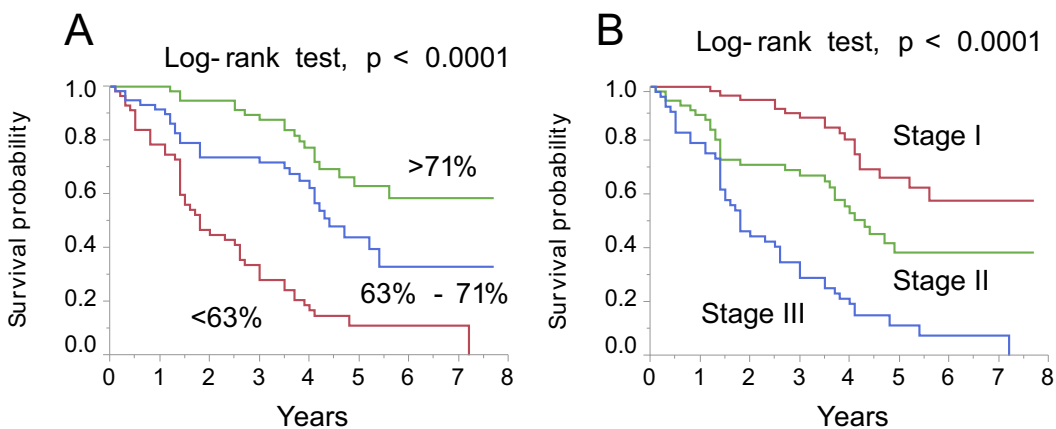 A
Log-rank test, p < 0.0001
Survival probability
1.0
0.8
0.6
0.4
0.2
0.0
>71%
63% - 71%
<63%
0 1 2 3 4 5 6 7 8
Years
B
Log-rank test, p < 0.0001
Survival probability
1.0
0.8
0.6
0.4
0.2
0.0
Stage I
Stage II
Stage III
0 1 2 3 4 5 6 7 8
Years